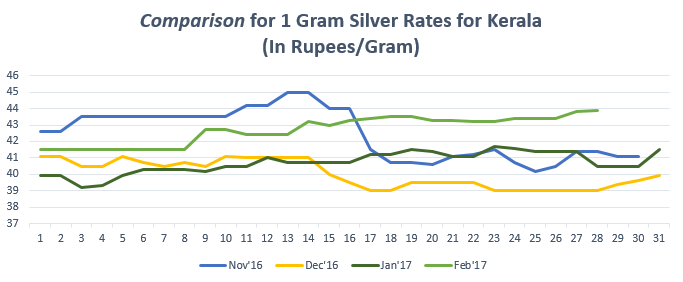 Comparison for 1 Gram Silver Rates for Kerala
(In Rupees/Gram)
46
45
44
43
42
41
40
39
38
37
1 2 3 4 5 6 7 8 9 10 11 12 13 14 15 16 17 18 19 20 21 22 23 24 25 26 27 28 29 30 31
Nov'16 Dec'16 Jan'17 Feb'17